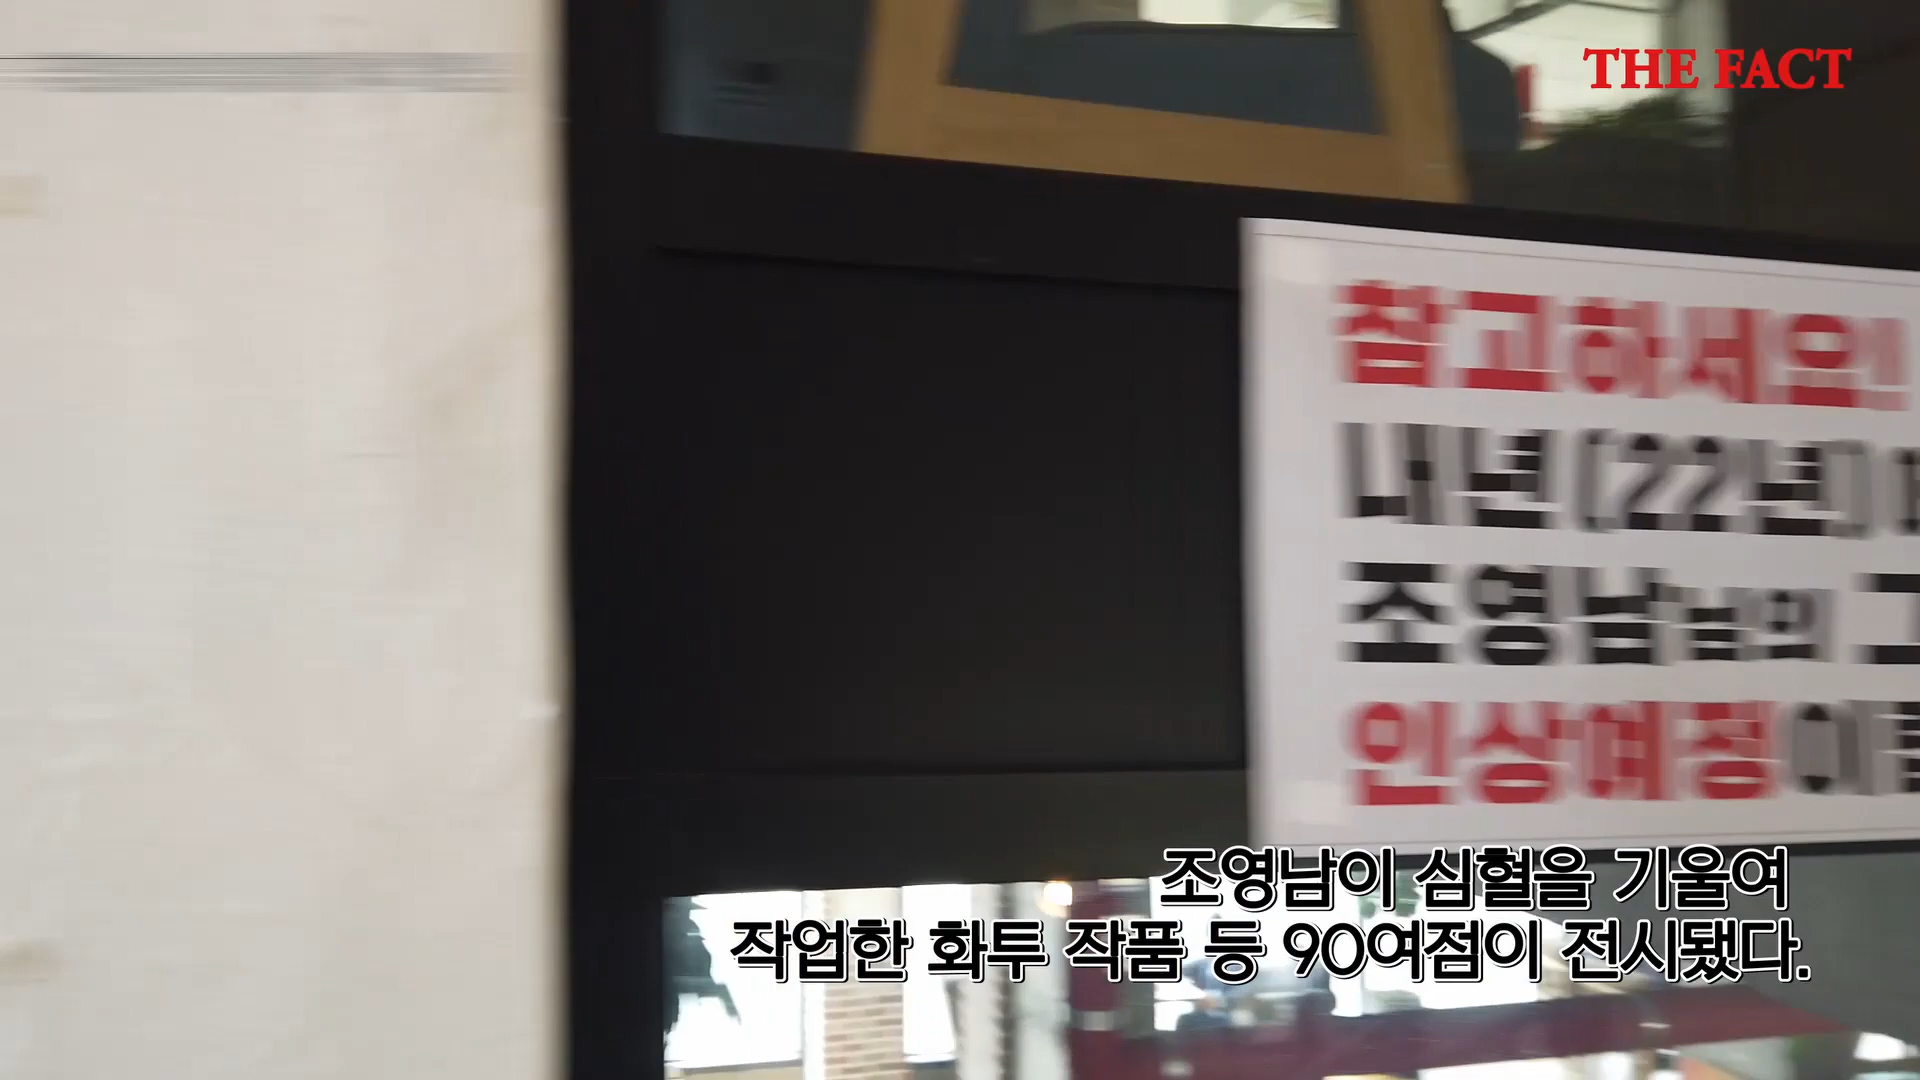 THE FACT
참고하세요!
내년(22년)
조영남님의 그
인상예정이
조영남이 심혈을 기울여
작업한 화투 작품 등 90여점이 전시됐다.